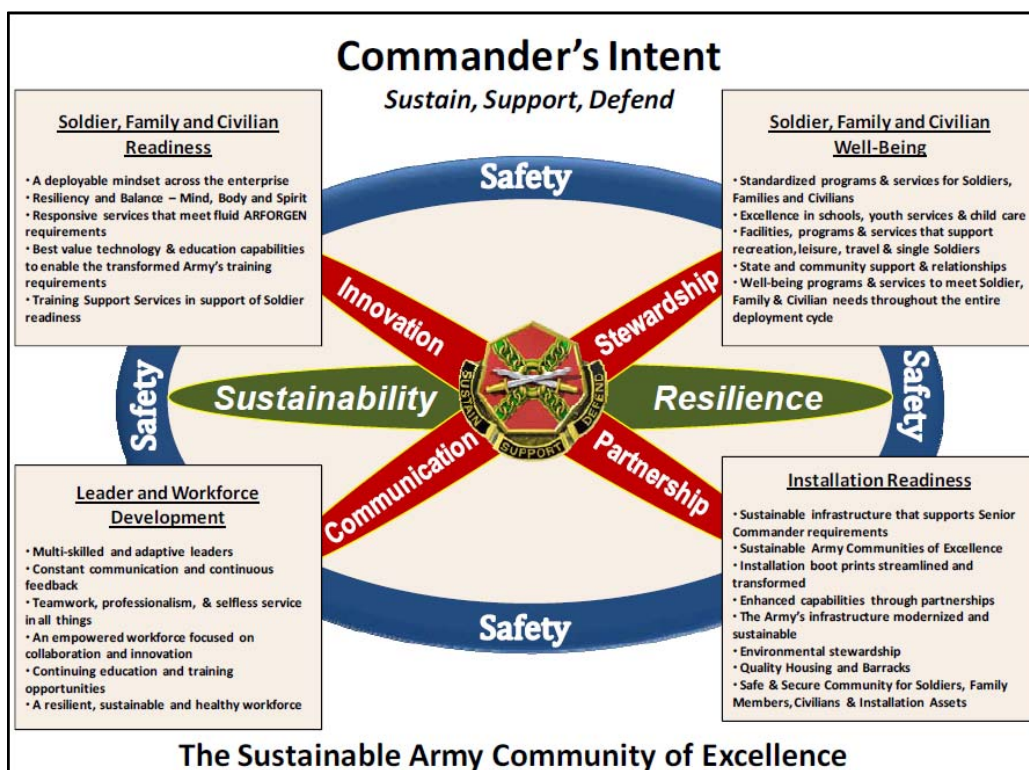 Commander's Intent
Sustain, Support, Defend
Soldier, Family and Civilian
Readiness
• A deployable mindset across the enterprise
• Resiliency and Balance – Mind, Body and Spirit
• Responsive services that meet fluid ARFORGEN
requirements
• Best value technology & education capabilities
to enable the transformed Army's training
requirements
• Training Support Services in support of Soldier
readiness
Soldier, Family and Civilian
Well-Being
• Standardized programs & services for Soldiers,
Families and Civilians
• Excellence in schools, youth services & child care
• Facilities, programs & services that support
recreation, leisure, travel & single Soldiers
• State and community support & relationships
• Well-being programs & services to meet Soldier,
Family & Civilian needs throughout the entire
deployment cycle
Safety
Innovation
Stewardship
Safety
Sustainability
SUSTAIN
SUPPORT
DEFEND
Resilience
Safety
Communication
Partnership
Safety
Leader and Workforce
Development
• Multi-skilled and adaptive leaders
• Constant communication and continuous
feedback
• Teamwork, professionalism, & selfless service
in all things
• An empowered workforce focused on
collaboration and innovation
• Continuing education and training
opportunities
• A resilient, sustainable and healthy workforce
Installation Readiness
• Sustainable infrastructure that supports Senior
Commander requirements
• Sustainable Army Communities of Excellence
• Installation boot prints streamlined and
transformed
• Enhanced capabilities through partnerships
• The Army's infrastructure modernized and
sustainable
• Environmental stewardship
• Quality Housing and Barracks
• Safe & Secure Community for Soldiers, Family
Members, Civilians & Installation Assets
The Sustainable Army Community of Excellence